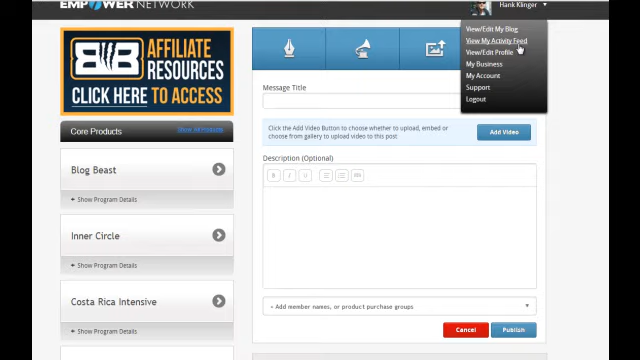 EMPOWER NETWORK
Hank Klinger
View/Edit My Blog
View My Activity Feed
View/Edit Profile
My Business
My Account
Support
Logout
AFFILIATE
RESOURCES
CLICK HERE TO ACCESS
Core Products
Show All Products
Blog Beast
+ Show Program Details
Inner Circle
+ Show Program Details
Costa Rica Intensive
+ Show Program Details
Message Title
Click the Add Video Button to choose whether to upload, embed or
choose from gallery to upload video to this post
Add Video
Description (Optional)
B I U
+ Add member names, or product purchase groups
Cancel
Publish